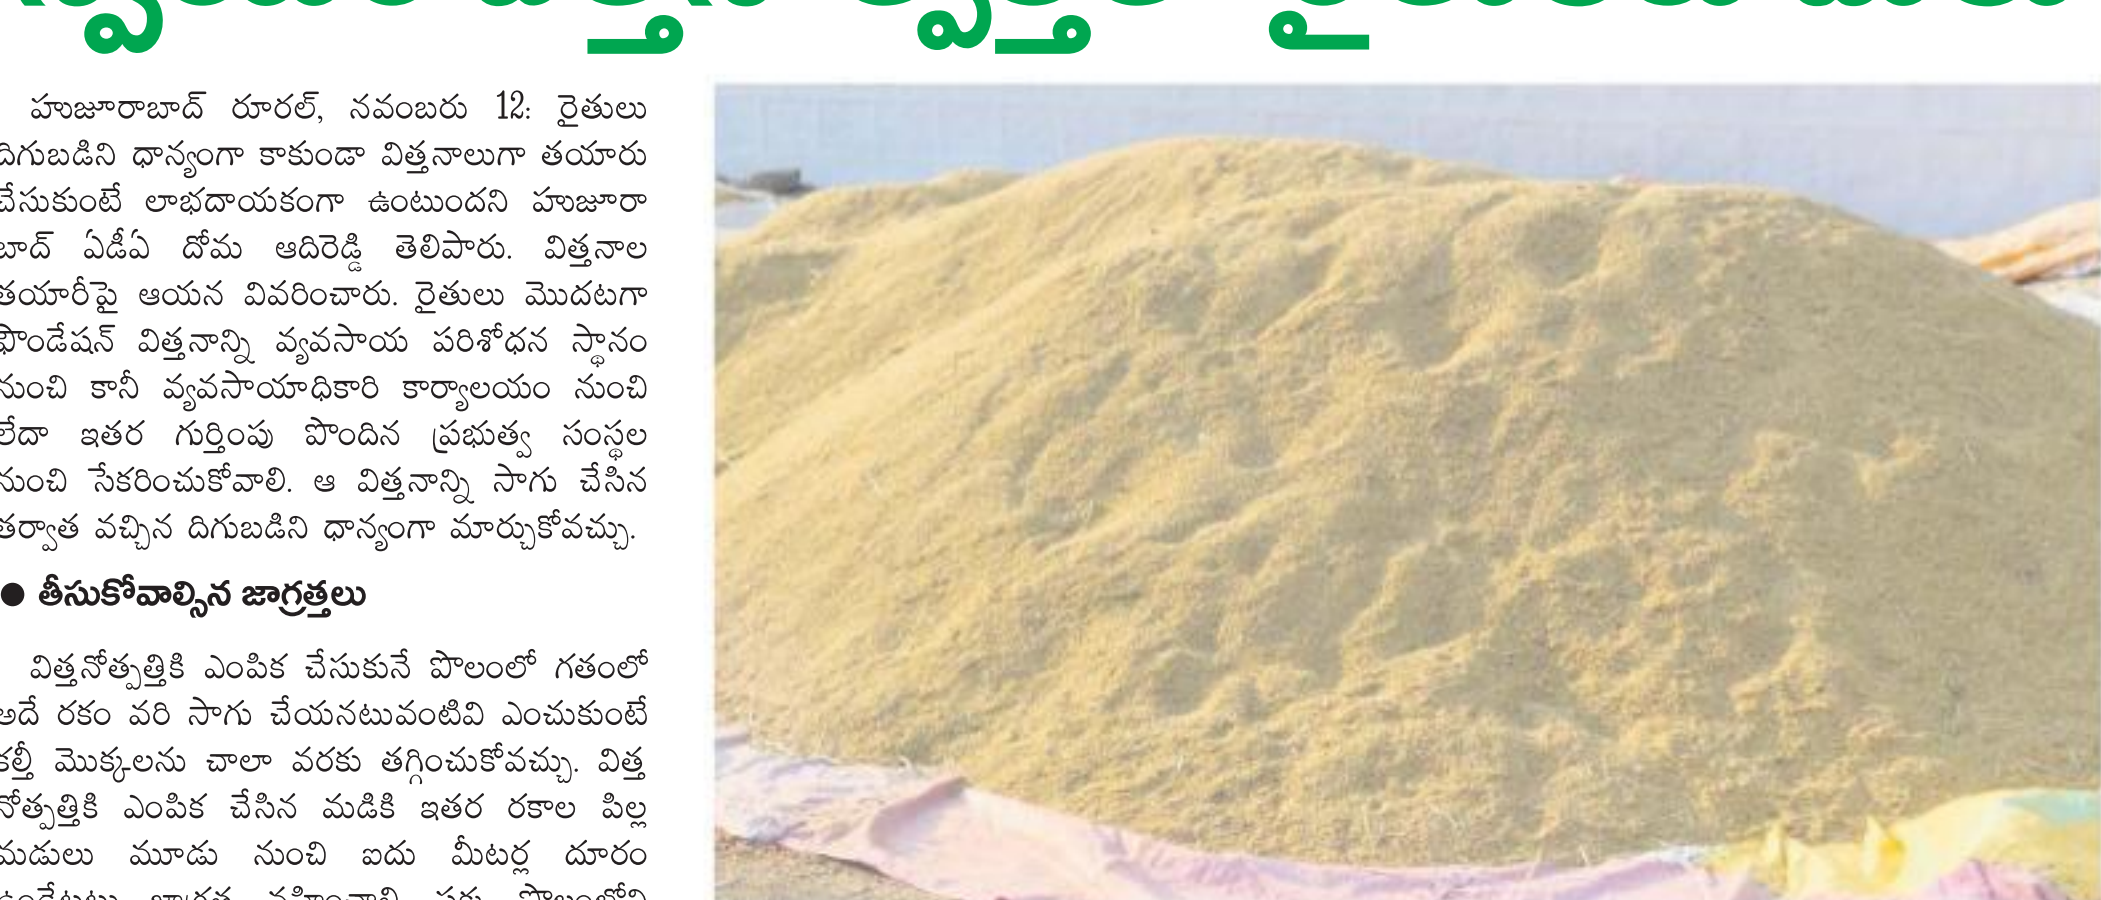 హుజూరాబాద్ రూరల్, నవంబరు 12: రైతులు
దిగుబడిని ధాన్యంగా కాకుండా విత్తనాలుగా తయారు
చేసుకుంటే లాభదాయకంగా ఉంటుందని హుజూరా
బాద్ ఏడీఏ దోమ ఆదిరెడ్డి తెలిపారు. విత్తనాల
తయారీపై ఆయన వివరించారు. రైతులు మొదటగా
ఫౌండేషన్ విత్తనాన్ని వ్యవసాయ పరిశోధన స్థానం
నుంచి కానీ వ్యవసాయాధికారి కార్యాలయం నుంచి
లేదా ఇతర గుర్తింపు పొందిన ప్రభుత్వ సంస్థల
నుంచి సేకరించుకోవాలి. ఆ విత్తనాన్ని సాగు చేసిన
తర్వాత వచ్చిన దిగుబడిని ధాన్యంగా మార్చుకోవచ్చు.
● తీసుకోవాల్సిన జాగ్రత్తలు
విత్తనోత్పత్తికి ఎంపిక చేసుకునే పొలంలో గతంలో
అదే రకం వరి సాగు చేయనటువంటివి ఎంచుకుంటే
కల్తీ మొక్కలను చాలా వరకు తగ్గించుకోవచ్చు. విత్త
నోత్పత్తికి ఎంపిక చేసిన మడికి ఇతర రకాల పిల్ల
మడులు మూడు నుంచి ఐదు మీటర్ల దూరం